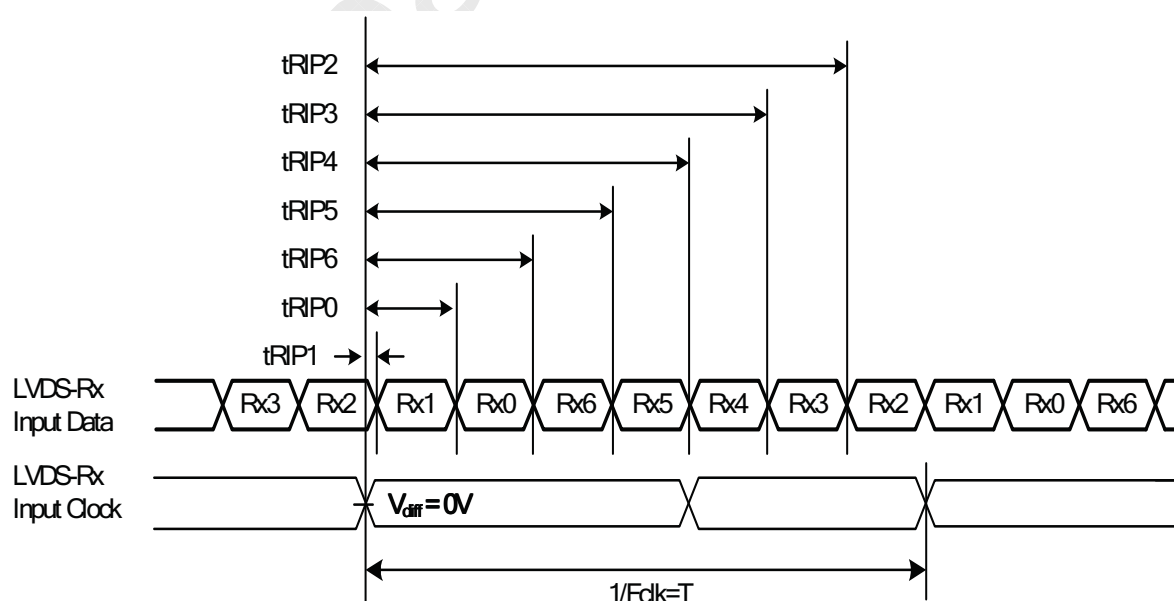 tRIP2
tRIP3
tRIP4
tRIP5
tRIP6
tRIP0
tRIP1
LVDS-Rx
Input Data
Rx3 Rx2 Rx1 Rx0 Rx6 Rx5 Rx4 Rx3 Rx2 Rx1 Rx0 Rx6
LVDS-Rx
Input Clock
Vdiff = 0V
1/Fclk=T